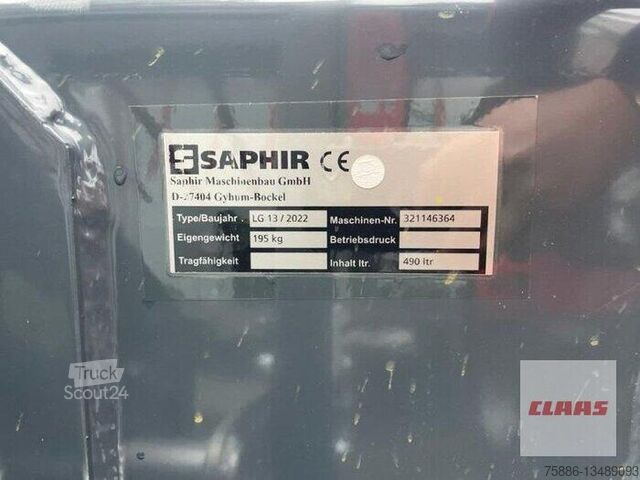 SAPHIR CE
Saphir Maschinenbau GmbH
D-27404 Gyhum-Bockel
Type/Baujahr . LG 13 / 2022 Maschinen-Nr. 321146364
Eigengewicht 195 kg Betriebsdruck
Tragfähigkeit Inhalt ltr. 490 ltr
Truck
Scout24
CLAAS
75886-13489093